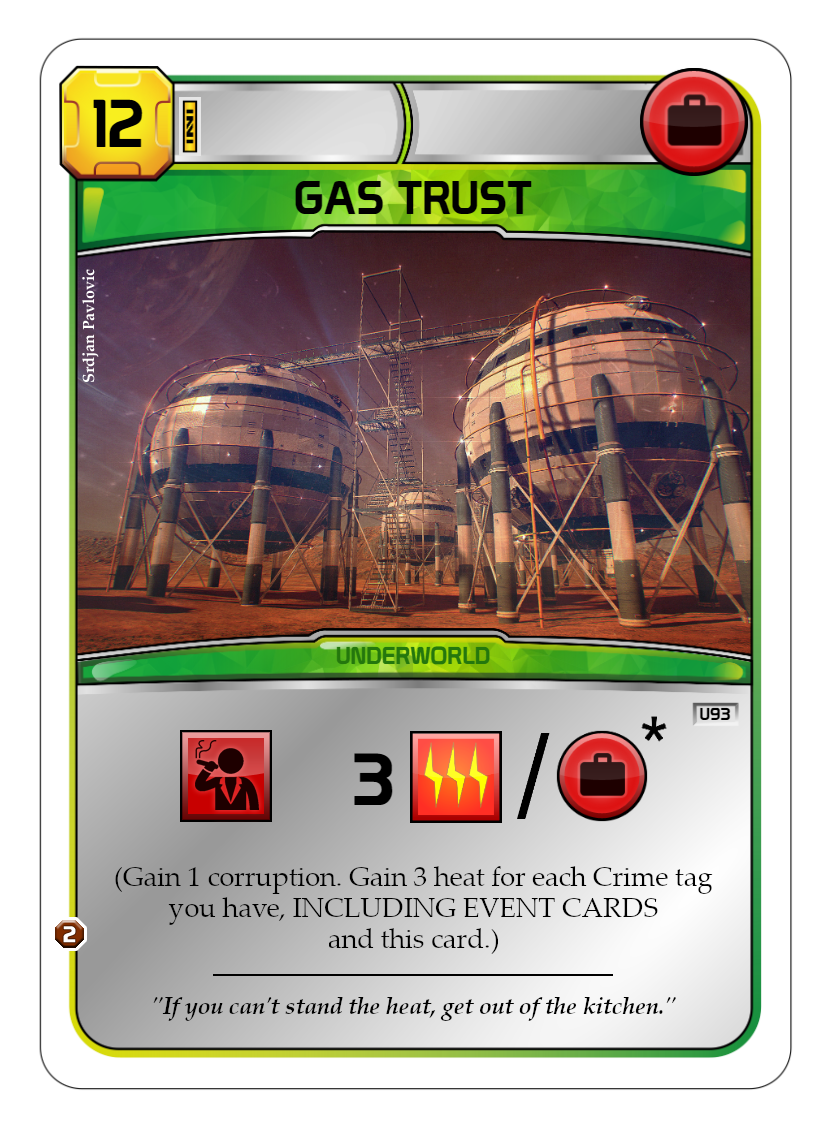 12
GAS TRUST
Srdjan Pavlovic
UNDERWORLD
U93
3 / *
(Gain 1 corruption. Gain 3 heat for each Crime tag
you have, INCLUDING EVENT CARDS
and this card.)
2
"If you can't stand the heat, get out of the kitchen."